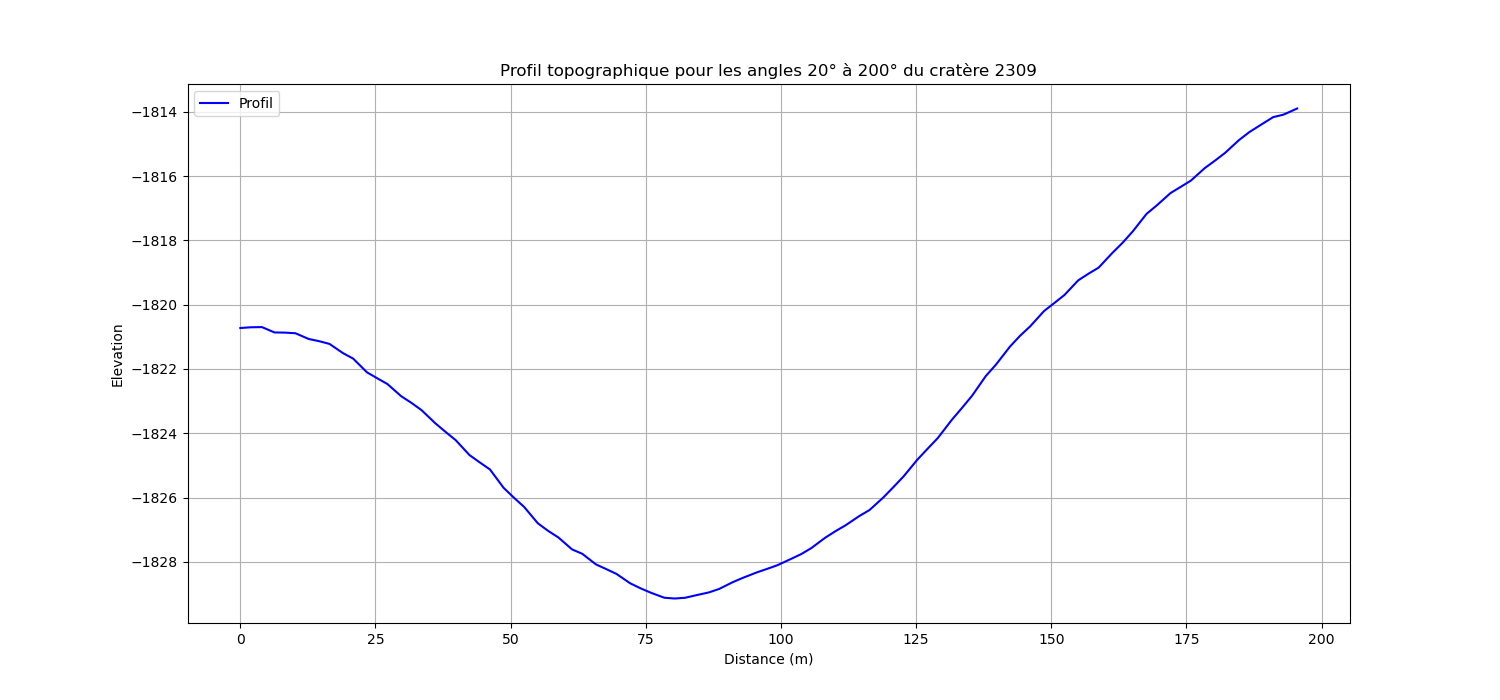 Profil topographique pour les angles 20° à 200° du cratère 2309
Profil
−1814
−1816
−1818
−1820
−1822
−1824
−1826
−1828
Elevation
0 25 50 75 100 125 150 175 200
Distance (m)